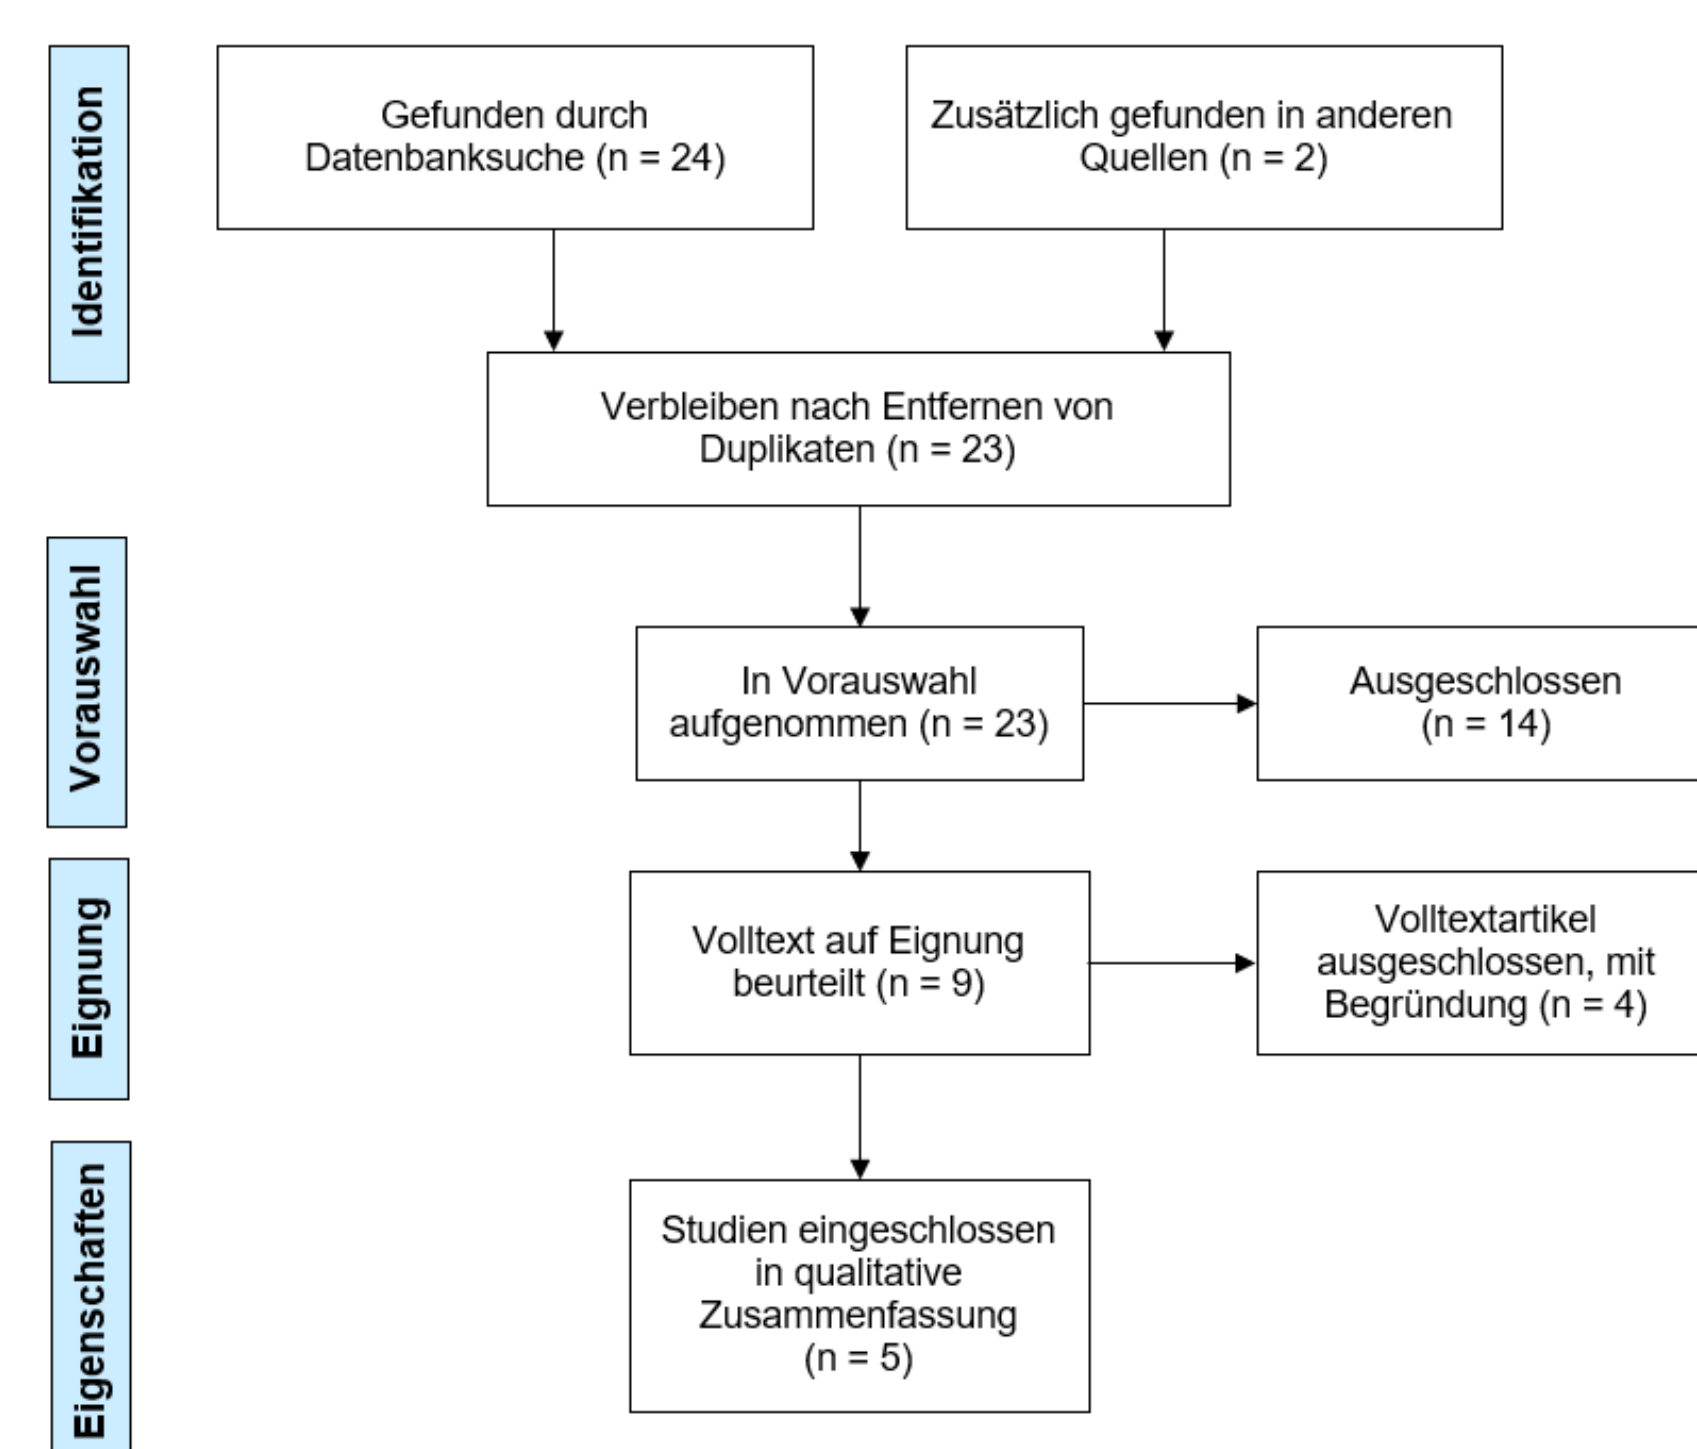 Identifikation
Gefunden durch
Datenbanksuche (n = 24)
Zusätzlich gefunden in anderen
Quellen (n = 2)
Verbleiben nach Entfernen von
Duplikaten (n = 23)
Vorauswahl
In Vorauswahl
aufgenommen (n = 23)
Ausgeschlossen
(n = 14)
Eignung
Volltext auf Eignung
beurteilt (n = 9)
Volltextartikel
ausgeschlossen, mit
Begründung (n = 4)
Eigenschaften
Studien eingeschlossen
in qualitative
Zusammenfassung
(n = 5)